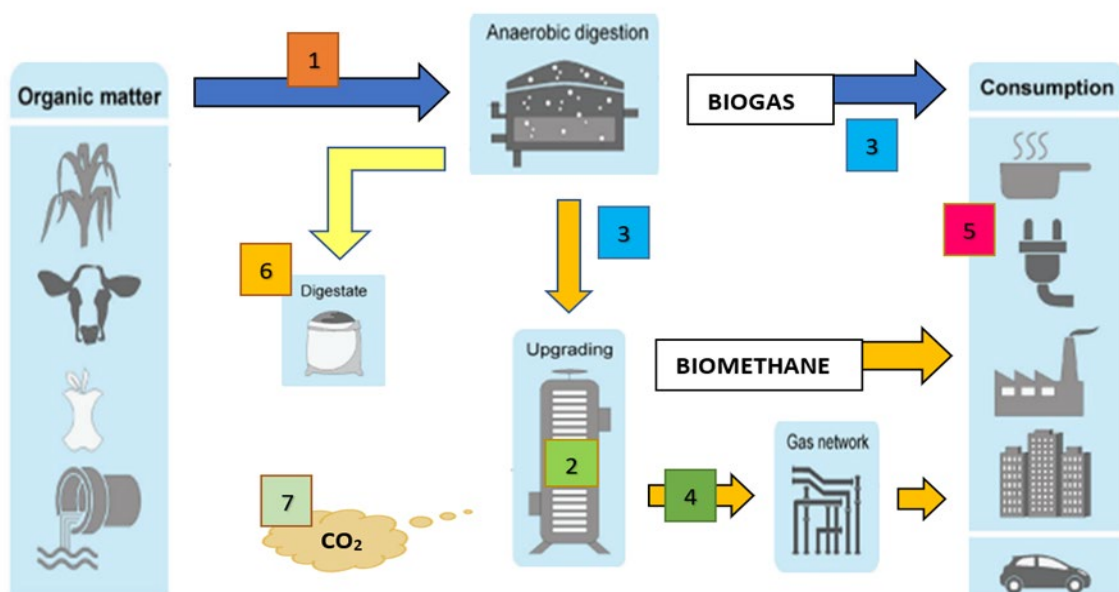 1
Anaerobic digestion
Organic matter
BIOGAS
Consumption
3
3
5
6
Digestate
Upgrading
BIOMETHANE
2
4
Gas network
7
CO₂